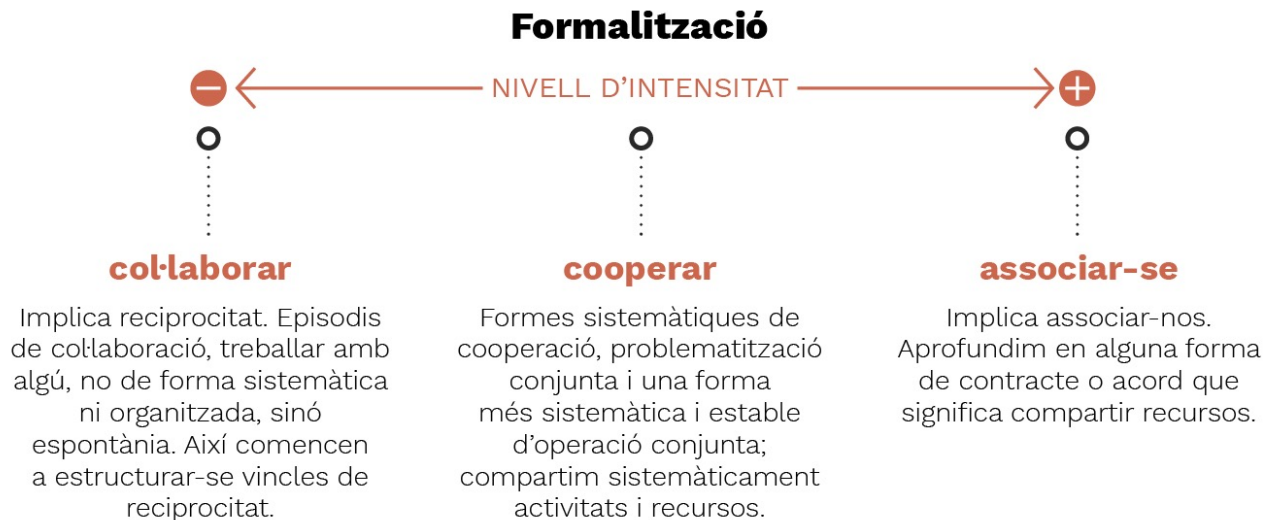 Formalització
NIVELL D'INTENSITAT
col·laborar
Implica reciprocitat. Episodis
de col·laboració, treballar amb
algú, no de forma sistemàtica
ni organitzada, sinó
espontània. Així comencen
a estructurar-se vincles de
reciprocitat.
cooperar
Formes sistemàtiques de
cooperació, problematització
conjunta i una forma
més sistemàtica i estable
d'operació conjunta;
compartim sistemàticament
activitats i recursos.
associar-se
Implica associar-nos.
Aprofundim en alguna forma
de contracte o acord que
significa compartir recursos.